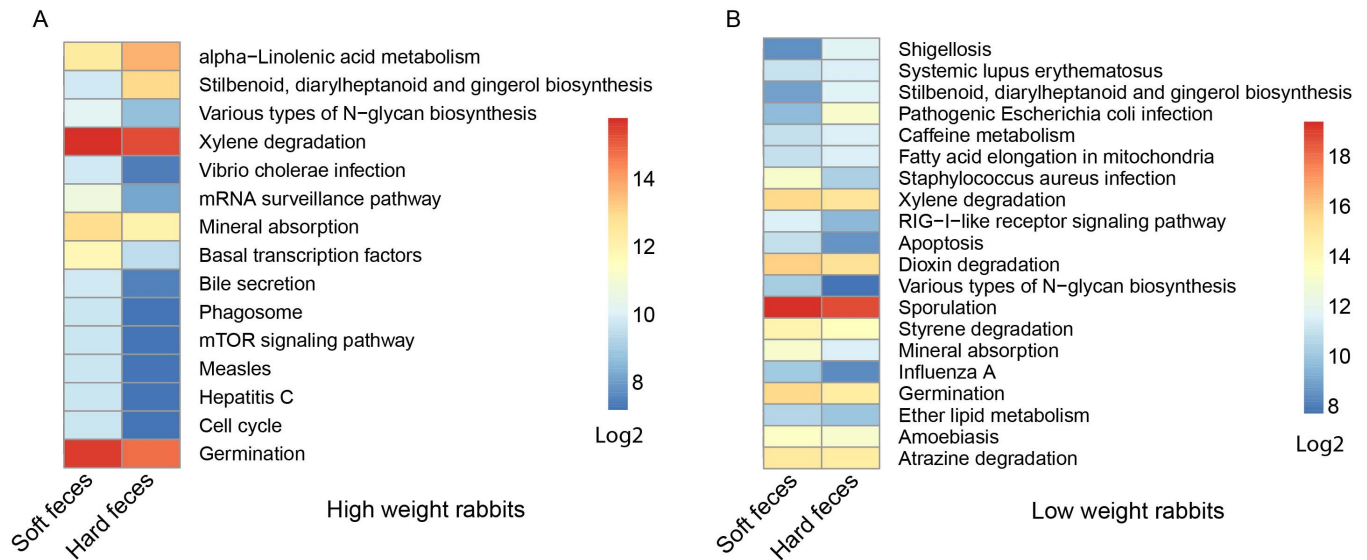 A
alpha−Linolenic acid metabolism
Stilbenoid, diarylheptanoid and gingerol biosynthesis
Various types of N−glycan biosynthesis
Xylene degradation
Vibrio cholerae infection
mRNA surveillance pathway
Mineral absorption
Basal transcription factors
Bile secretion
Phagosome
mTOR signaling pathway
Measles
Hepatitis C
Cell cycle
Germination
14
12
10
8
Log2
Soft feces
Hard feces
High weight rabbits
B
Shigellosis
Systemic lupus erythematosus
Stilbenoid, diarylheptanoid and gingerol biosynthesis
Pathogenic Escherichia coli infection
Caffeine metabolism
Fatty acid elongation in mitochondria
Staphylococcus aureus infection
Xylene degradation
RIG−I−like receptor signaling pathway
Apoptosis
Dioxin degradation
Various types of N−glycan biosynthesis
Sporulation
Styrene degradation
Mineral absorption
Influenza A
Germination
Ether lipid metabolism
Amoebiasis
Atrazine degradation
18
16
14
12
10
8
Log2
Soft feces
Hard feces
Low weight rabbits